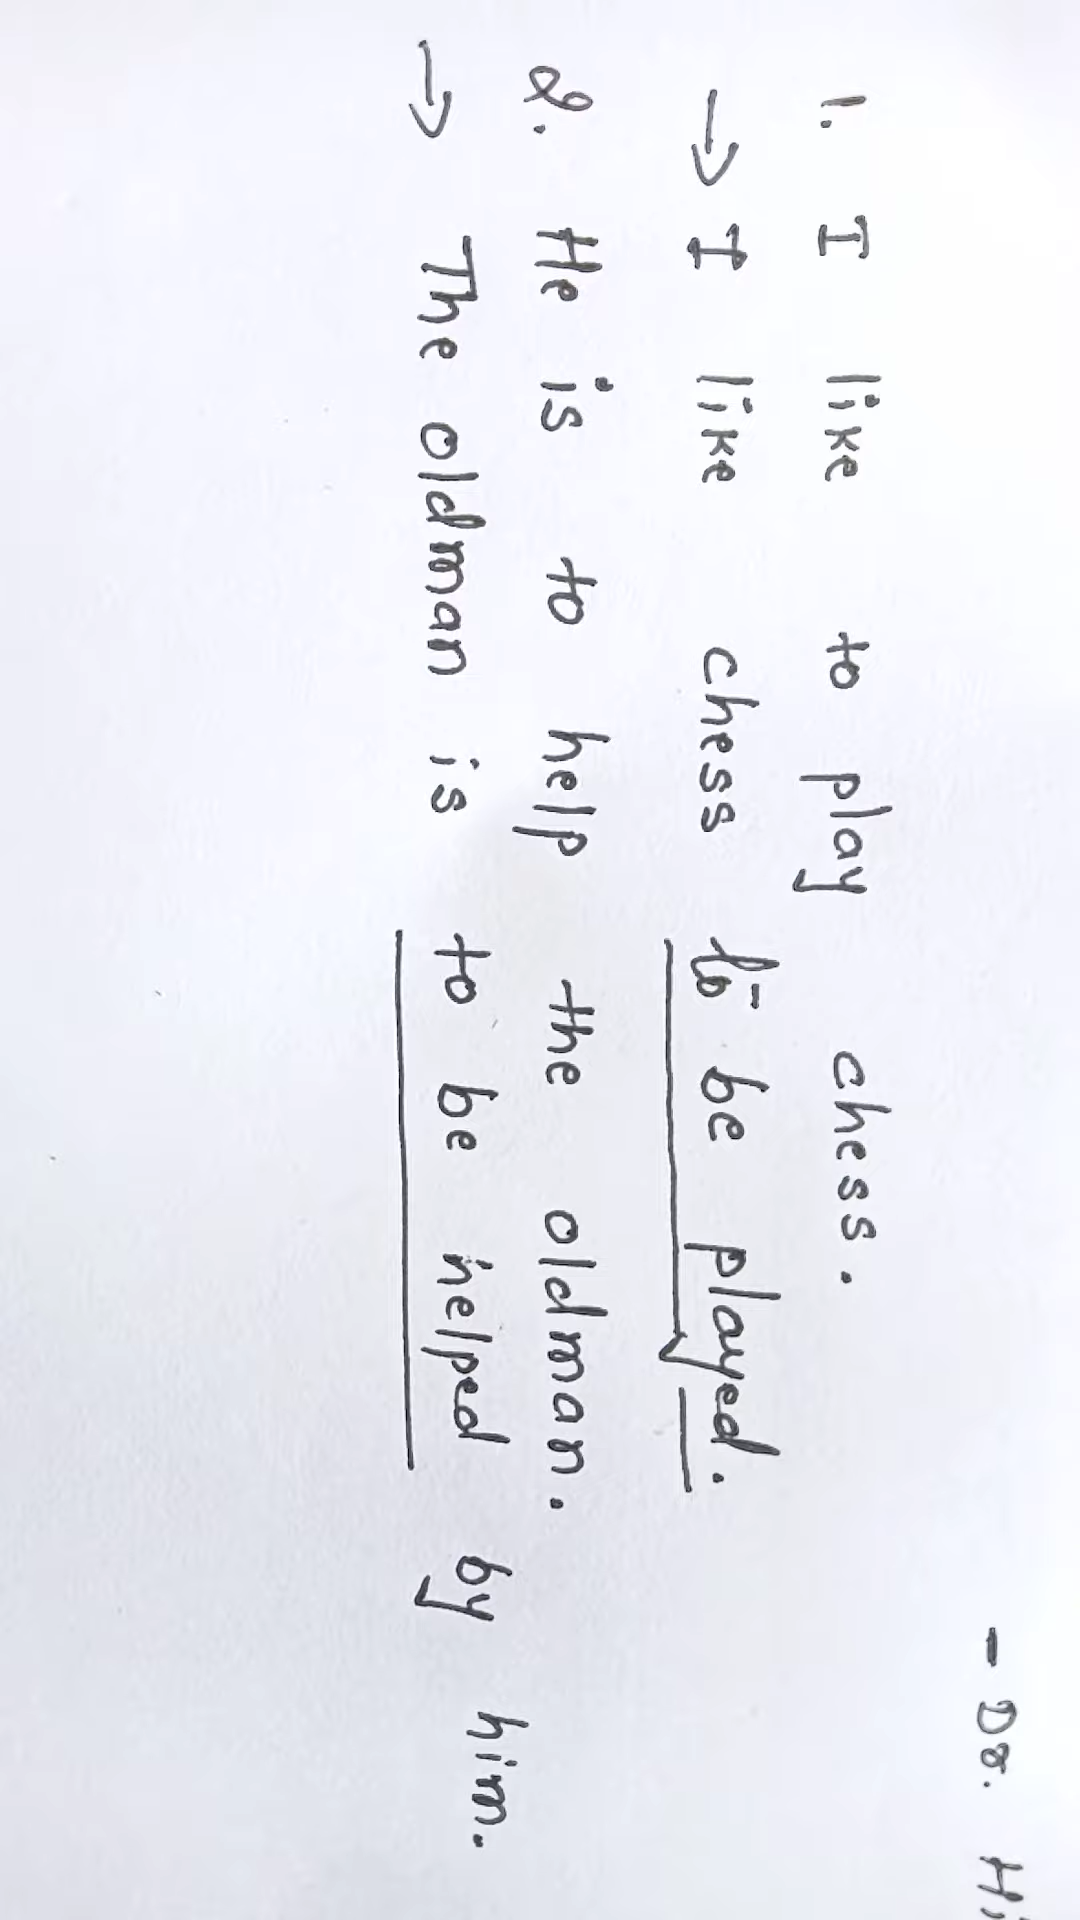 - Dr. Hi
1. I like to play chess.
→ I like chess to be played.
2. He is to help the oldman.
→ The oldman is to be helped by him.